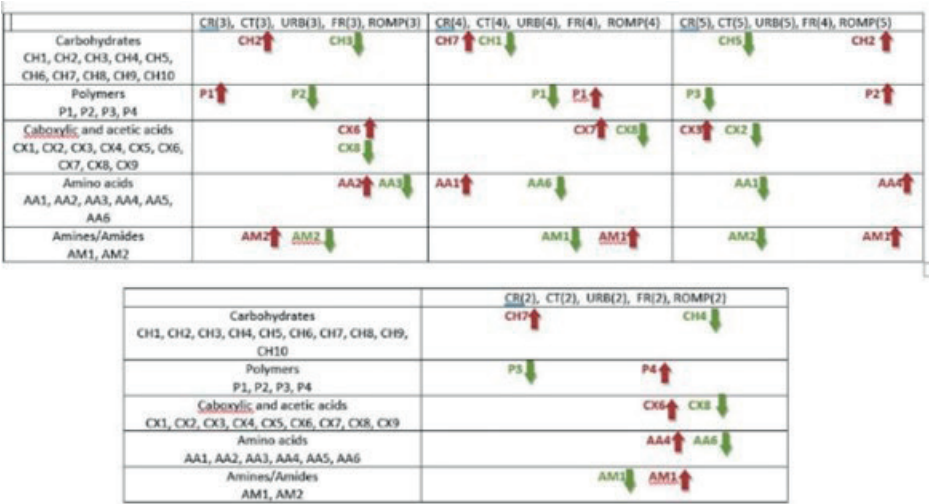 CR(3), CT(3), URB(3), FR(3), ROMP(3) CR(4), CT(4), URB(4), FR(4), ROMP(4) CR(5), CT(5), URB(5), FR(4), ROMP(5)
Carbohydrates CH2 CH3 CH7 CH1 CH5 CH2
CH1, CH2, CH3, CH4, CH5,
CH6, CH7, CH8, CH9, CH10
Polymers P1 P2 P1 P1 P3 P2
P1, P2, P3, P4
Caboxylic and acetic acids CX6 CX7 CX8 CX3 CX2
CX1, CX2, CX3, CX4, CX5, CX6, CX8
CX7, CX8, CX9
Amino acids AA2 AA3 AA1 AA6 AA1 AA4
AA1, AA2, AA3, AA4, AA5,
AA6
Amines/Amides AM2 AM2 AM1 AM1 AM2 AM1
AM1, AM2
CR(2), CT(2), URB(2), FR(2), ROMP(2)
Carbohydrates CH7 CH4
CH1, CH2, CH3, CH4, CH5, CH6, CH7, CH8, CH9,
CH10
Polymers P3 P4
P1, P2, P3, P4
Caboxylic and acetic acids CX6 CX8
CX1, CX2, CX3, CX4, CX5, CX6, CX7, CX8, CX9
Amino acids AA4 AA6
AA1, AA2, AA3, AA4, AA5, AA6
Amines/Amides AM1 AM1
AM1, AM2